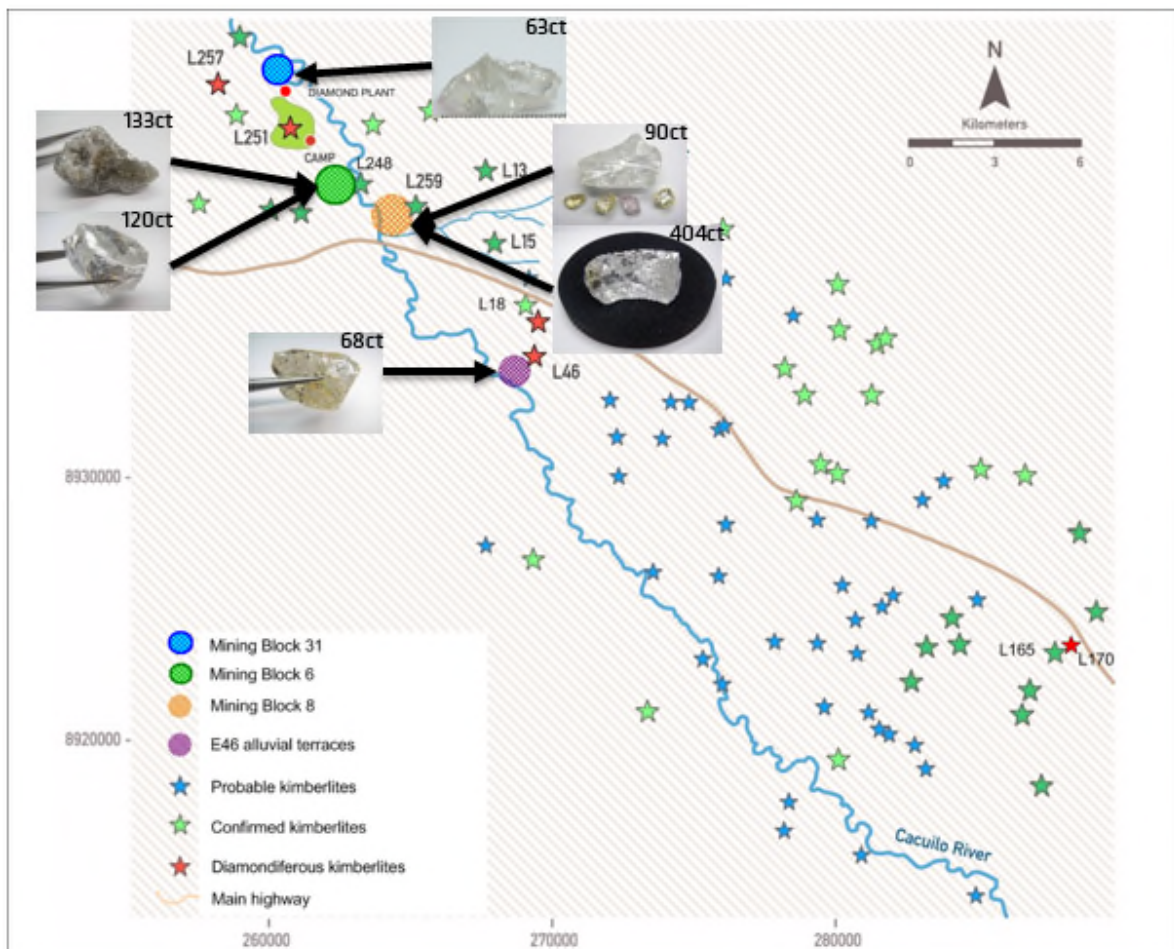 63ct
L257
N
DIAMOND PLANT
Kilometers
0 3 6
133ct
L251
90ct
CAMP
L248
L13
L259
120ct
404ct
L15
L18
68ct
L46
8930000
Mining Block 31
Mining Block 6
L165
L170
Mining Block 8
8920000
E46 alluvial terraces
Probable kimberlites
Confirmed kimberlites
Cacuilo River
Diamondiferous kimberlites
Main highway
260000 270000 280000